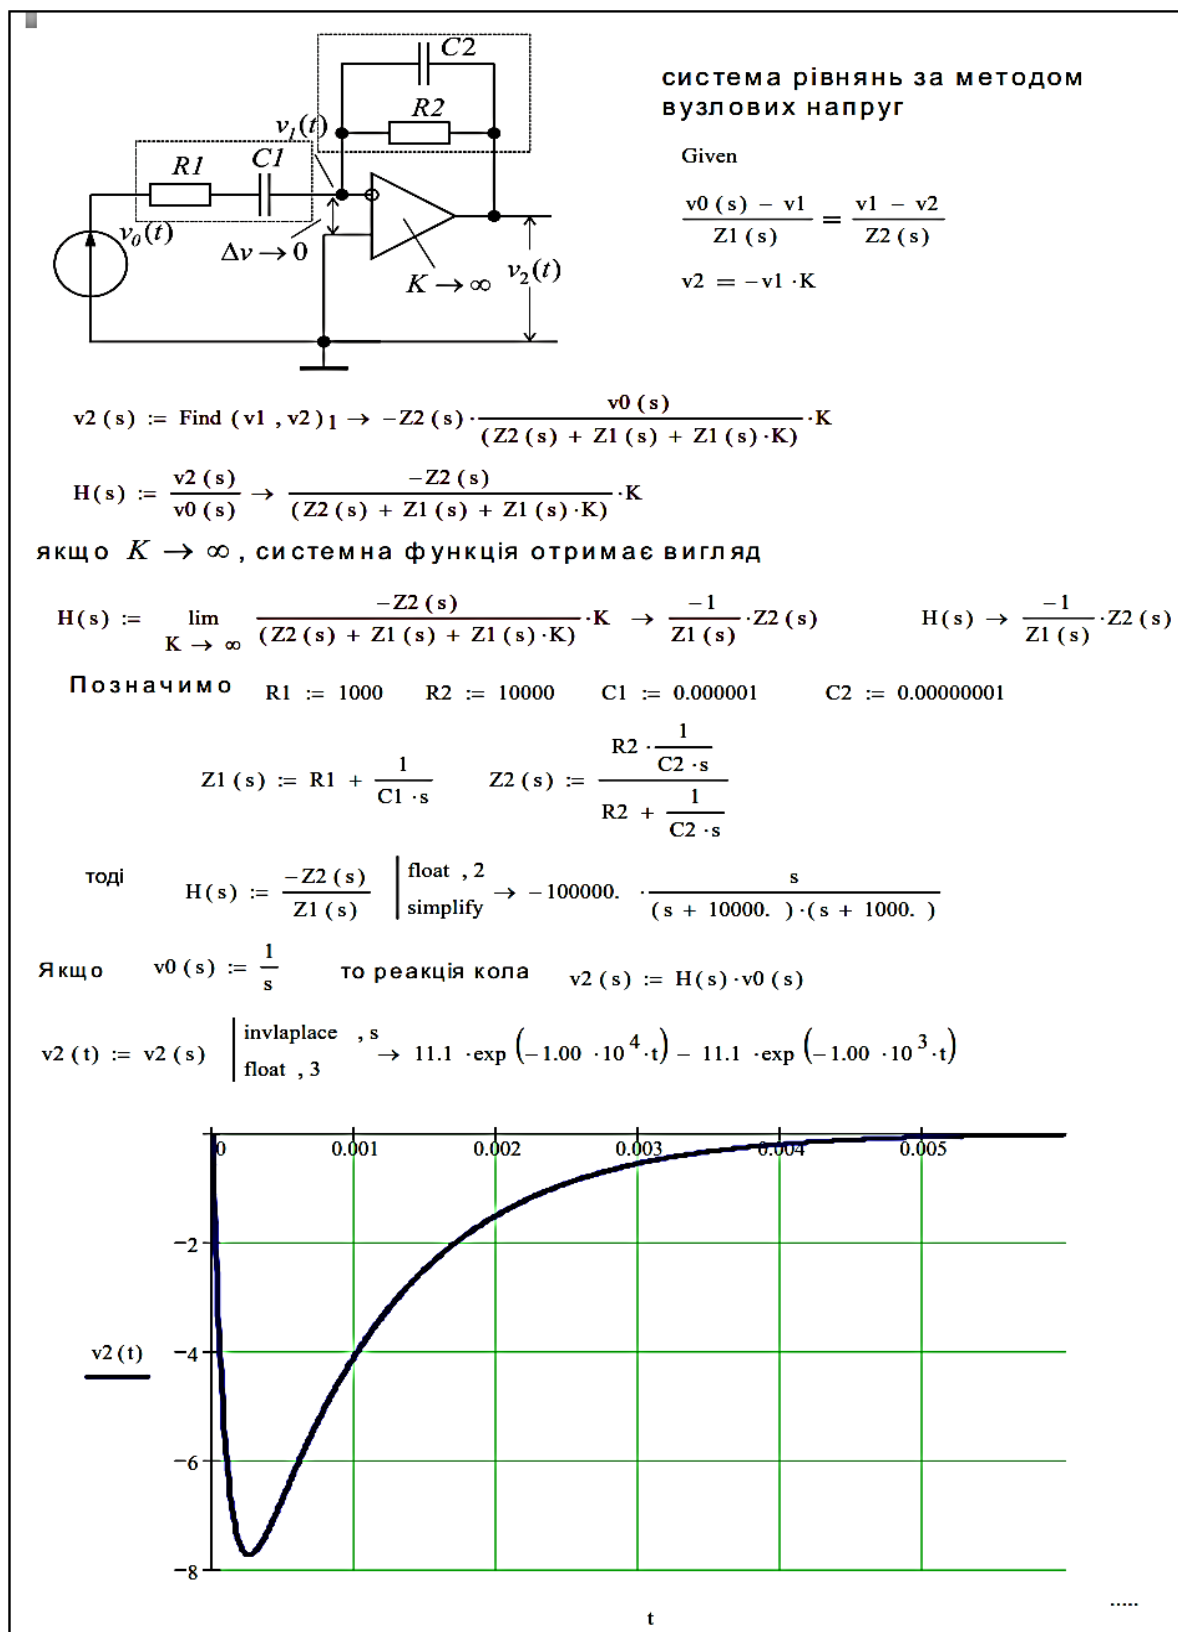 C2
R2
v₁(t)
R1 C1
v₀(t)
Δv → 0
K → ∞
v₂(t)
система рівнянь за методом
вузлових напруг
Given
(v0 (s) − v1) / Z1 (s) = (v1 − v2) / Z2 (s)
v2 = −v1 ·K
v2 (s) := Find (v1 , v2) 1 → −Z2 (s) · v0 (s) / (Z2 (s) + Z1 (s) + Z1 (s) ·K) ·K
H(s) := v2 (s) / v0 (s) → −Z2 (s) / (Z2 (s) + Z1 (s) + Z1 (s) ·K) ·K
якщо K → ∞ , системна функція отримає вигляд
H(s) := lim K → ∞ −Z2 (s) / (Z2 (s) + Z1 (s) + Z1 (s) ·K) ·K → −1 / Z1 (s) ·Z2 (s) H(s) → −1 / Z1 (s) ·Z2 (s)
Позначимо R1 := 1000 R2 := 10000 C1 := 0.000001 C2 := 0.00000001
Z1 (s) := R1 + 1 / (C1 ·s) Z2 (s) := (R2 · 1 / (C2 ·s)) / (R2 + 1 / (C2 ·s))
тоді H(s) := −Z2 (s) / Z1 (s) | float , 2 simplify → −100000. · s / ((s + 10000. ) ·(s + 1000. ))
Якщо v0 (s) := 1 / s то реакція кола v2 (s) := H(s) ·v0 (s)
v2 (t) := v2 (s) | invlaplace , s float , 3 → 11.1 ·exp (−1.00 ·10⁴ ·t) − 11.1 ·exp (−1.00 ·10³ ·t)
0 0.001 0.002 0.003 0.004 0.005
−2
v2 (t) −4
−6
−8
t
.....